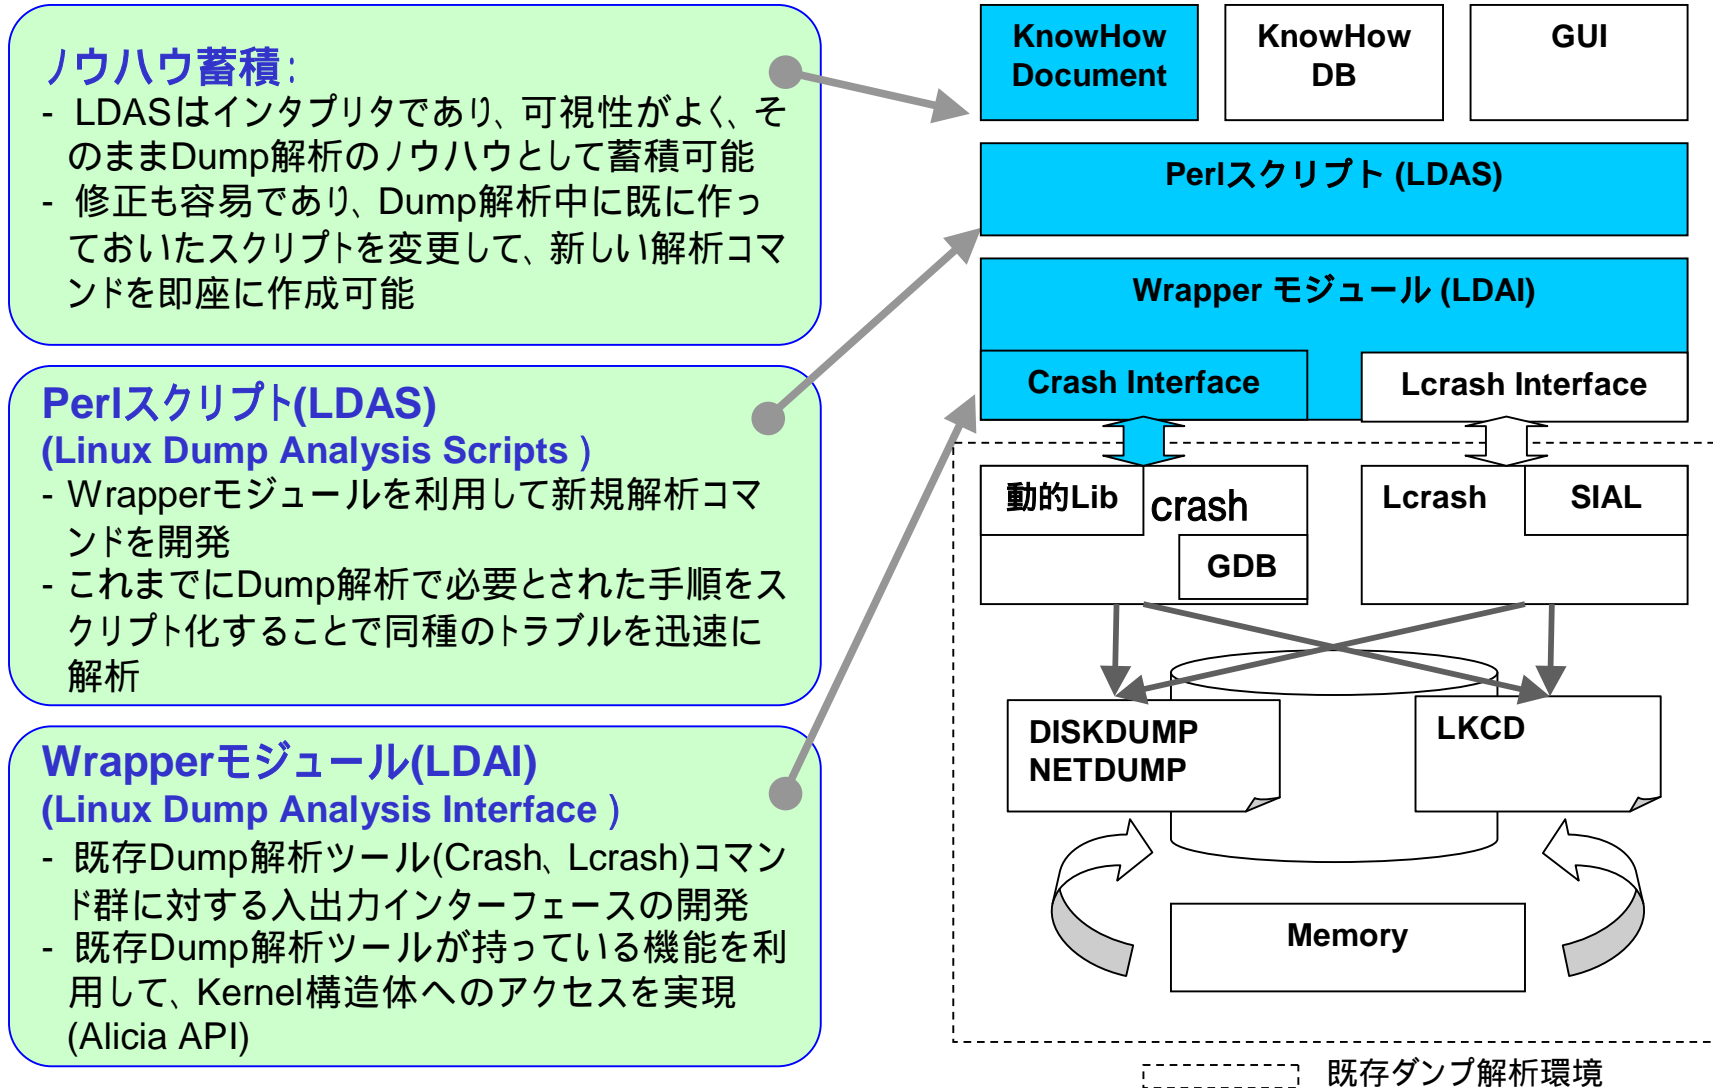 ノウハウ蓄積:
- LDASはインタプリタであり、可視性がよく、そ
のままDump解析のノウハウとして蓄積可能
- 修正も容易であり、Dump解析中に既に作っ
ておいたスクリプトを変更して、新しい解析コマ
ンドを即座に作成可能
Perlスクリプト(LDAS)
(Linux Dump Analysis Scripts )
- Wrapperモジュールを利用して新規解析コマ
ンドを開発
- これまでにDump解析で必要とされた手順をス
クリプト化することで同種のトラブルを迅速に
解析
Wrapperモジュール(LDAI)
(Linux Dump Analysis Interface )
- 既存Dump解析ツール(Crash、Lcrash)コマン
ド群に対する入出力インターフェースの開発
- 既存Dump解析ツールが持っている機能を利
用して、Kernel構造体へのアクセスを実現
(Alicia API)
KnowHow
Document
KnowHow
DB
GUI
Perlスクリプト (LDAS)
Wrapper モジュール (LDAI)
Crash Interface
Lcrash Interface
動的Lib
crash
GDB
Lcrash
SIAL
DISKDUMP
NETDUMP
LKCD
Memory
既存ダンプ解析環境